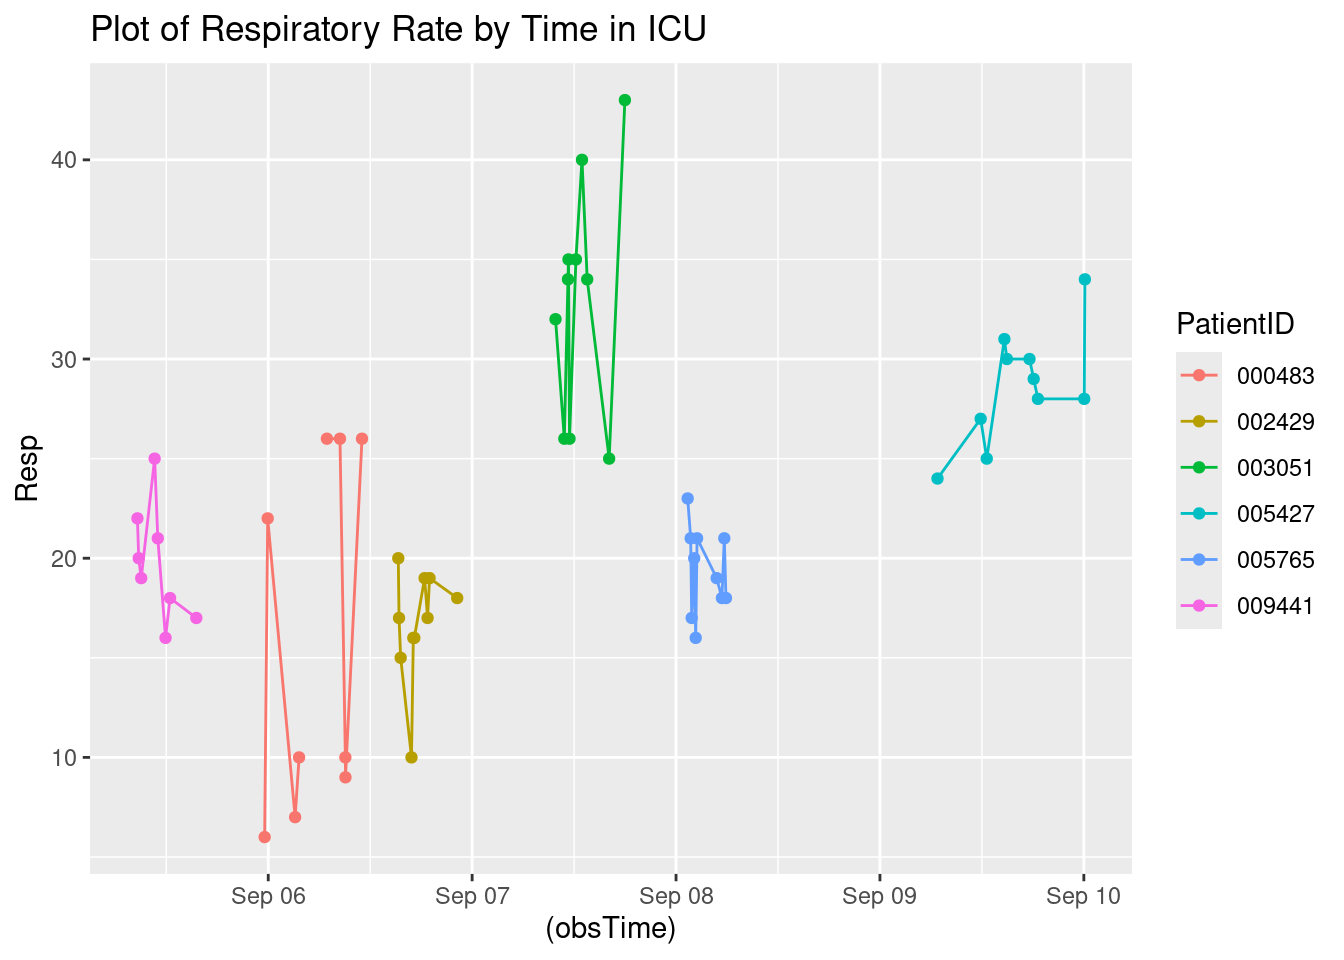 Plot of Respiratory Rate by Time in ICU
40
30
20
10
Resp
Sep 06 Sep 07 Sep 08 Sep 09 Sep 10
(obsTime)
PatientID
000483
002429
003051
005427
005765
009441